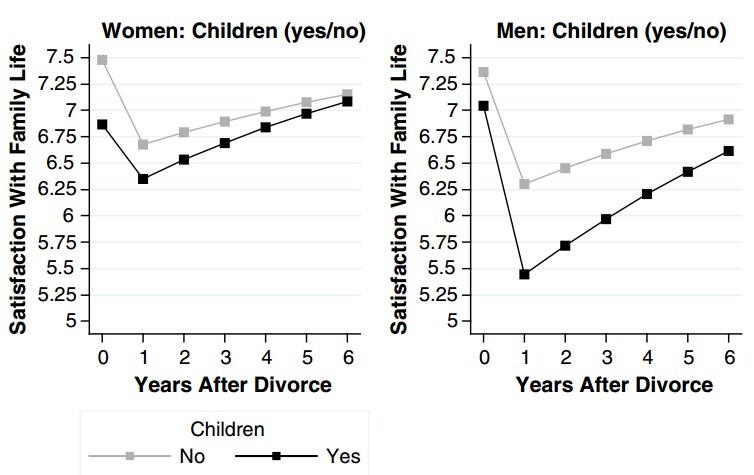 Women: Children (yes/no)
Satisfaction With Family Life
7.5
7.25
7
6.75
6.5
6.25
6
5.75
5.5
5.25
5
0 1 2 3 4 5 6
Years After Divorce
Men: Children (yes/no)
Satisfaction With Family Life
7.5
7.25
7
6.75
6.5
6.25
6
5.75
5.5
5.25
5
0 1 2 3 4 5 6
Years After Divorce
Children
No Yes